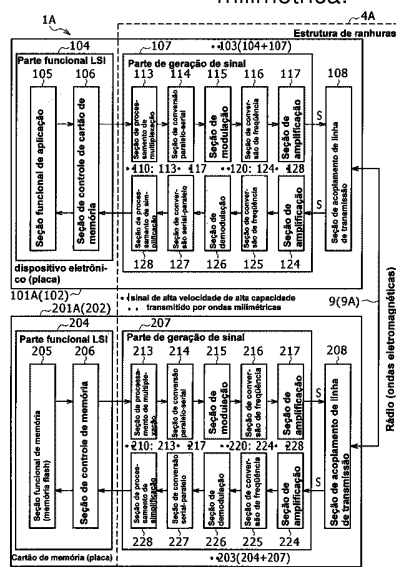 milimétrica.
1A
4A
Estrutura de ranhuras
104
107
103(104+107)
Parte funcional LSI
Parte de geração de sinal
105
106
113
114
115
116
117
108
Seção funcional de aplicação
Seção de controle de cartão de memória
Seção de processamento de multiplexação
Seção de conversão paralelo-serial
Seção de modulação
Seção de conversão de freqüência
Seção de amplificação
S
Seção de acoplamento de linha de transmissão
110: 113 117
120: 124 128
Seção de processamento de simplificação
Seção de conversão serial-paralelo
Seção de demodulação
Seção de conversão de freqüência
Seção de amplificação
S
128
127
126
125
124
dispositivo eletrônico (placa)
101A(102)
sinal de alta velocidade de alta capacidade
transmitido por ondas milimétricas
9(9A)
Rádio (ondas eletromagnéticas)
201A(202)
204
207
Parte funcional LSI
Parte de geração de sinal
205
206
213
214
215
216
217
208
Seção funcional de memória (memória flash)
Seção de controle de memória
Seção de processamento de multiplexação
Seção de conversão paralelo-serial
Seção de modulação
Seção de conversão de freqüência
Seção de amplificação
S
Seção de acoplamento de linha de transmissão
210: 213 217
220: 224 228
Seção de processamento de simplificação
Seção de conversão serial-paralelo
Seção de demodulação
Seção de conversão de freqüência
Seção de amplificação
S
228
227
226
225
224
Cartão de memória (placa)
203(204+207)